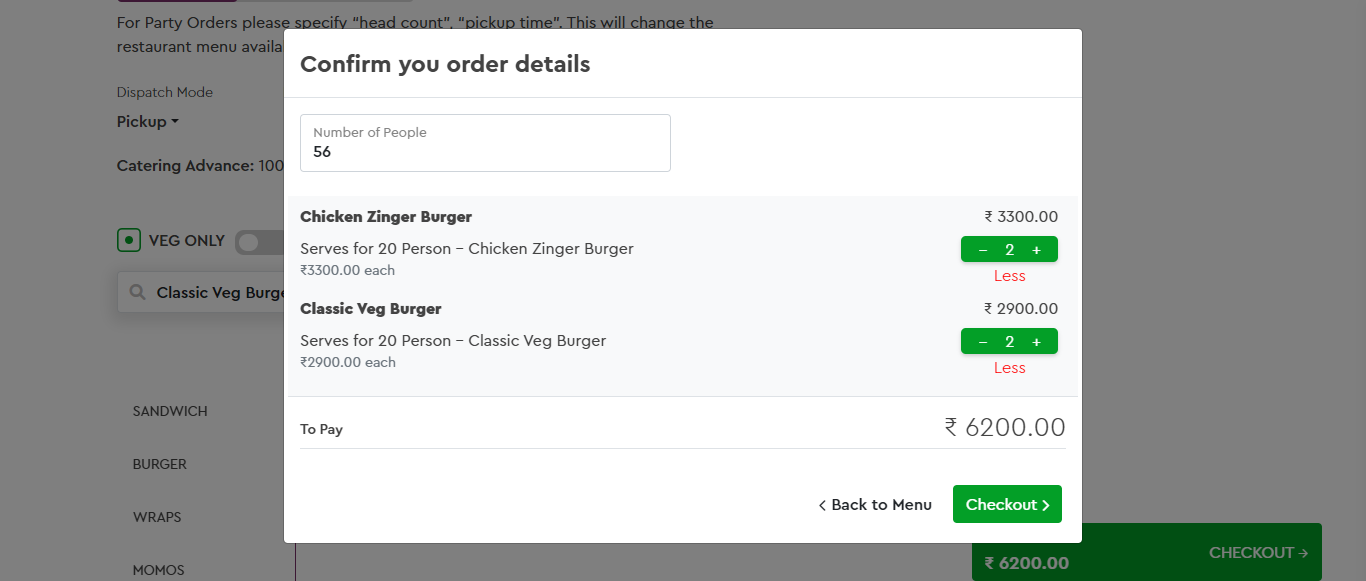 For Party Orders please specify “head count”, “pickup time”. This will change the
restaurant menu availa
Confirm you order details
Dispatch Mode
Pickup
Number of People
56
Catering Advance: 100
Chicken Zinger Burger ₹ 3300.00
VEG ONLY
Serves for 20 Person – Chicken Zinger Burger – 2 +
₹3300.00 each
Less
Classic Veg Burge
Classic Veg Burger ₹ 2900.00
Serves for 20 Person – Classic Veg Burger – 2 +
₹2900.00 each
Less
SANDWICH
To Pay ₹ 6200.00
BURGER
< Back to Menu Checkout >
WRAPS
MOMOS
₹ 6200.00 CHECKOUT →